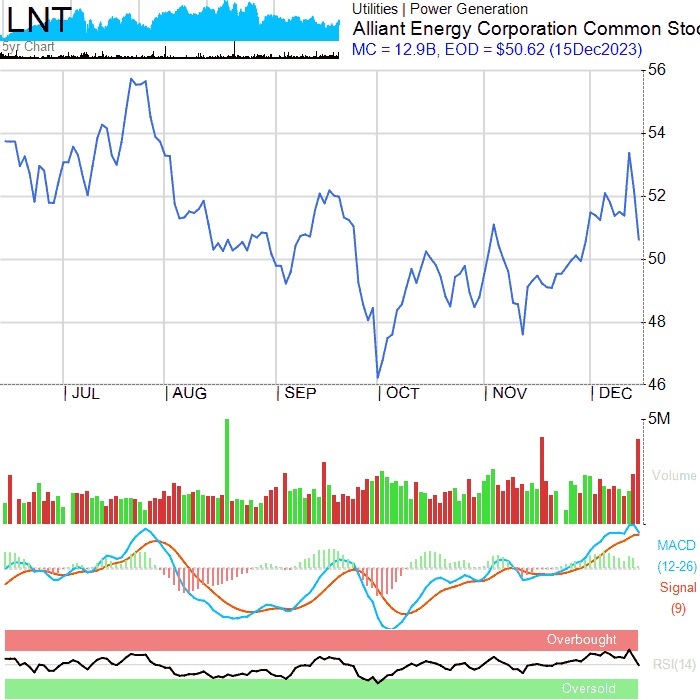 LNT
5yr Chart
Utilities | Power Generation
Alliant Energy Corporation Common Stoc
MC = 12.9B, EOD = $50.62 (15Dec2023)
56
54
52
50
48
46
| JUL | AUG | SEP | OCT | NOV | DEC
5M
Volume
MACD
(12-26)
Signal
(9)
Overbought
RSI(14)
Oversold